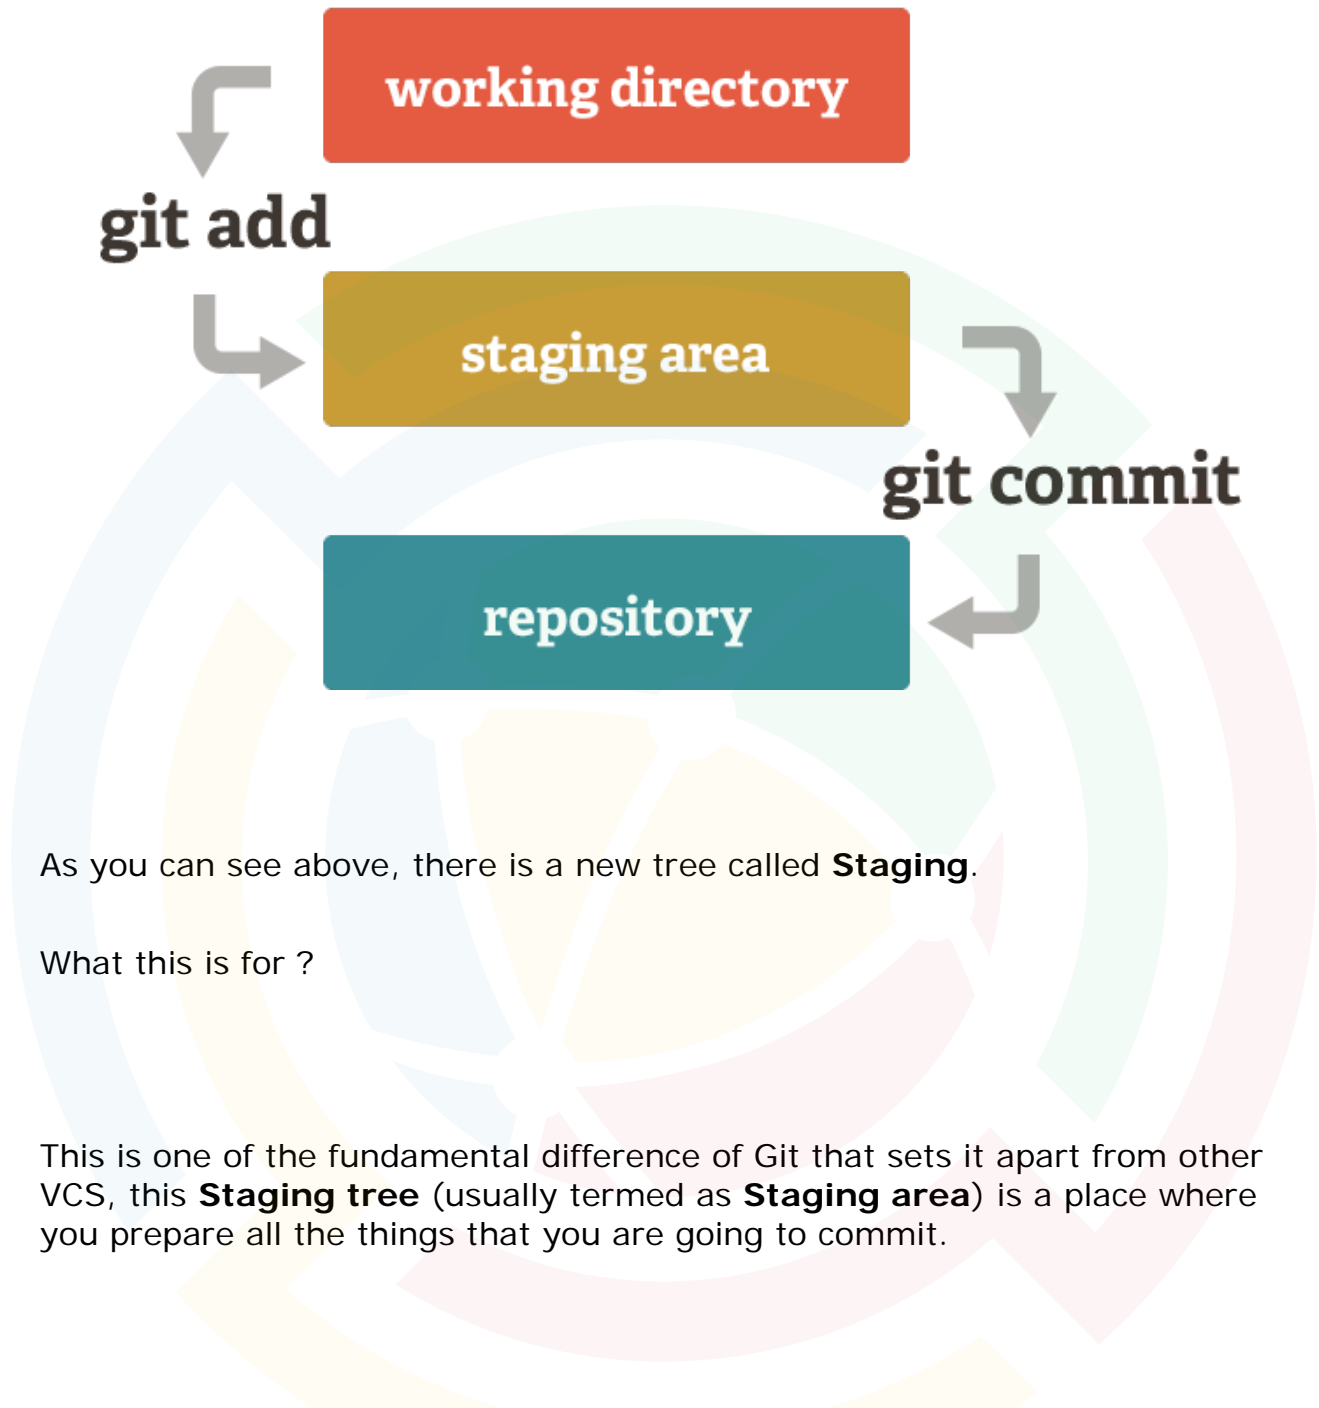 working directory
git add
staging area
git commit
repository
As you can see above, there is a new tree called Staging.
What this is for ?
This is one of the fundamental difference of Git that sets it apart from other
VCS, this Staging tree (usually termed as Staging area) is a place where
you prepare all the things that you are going to commit.